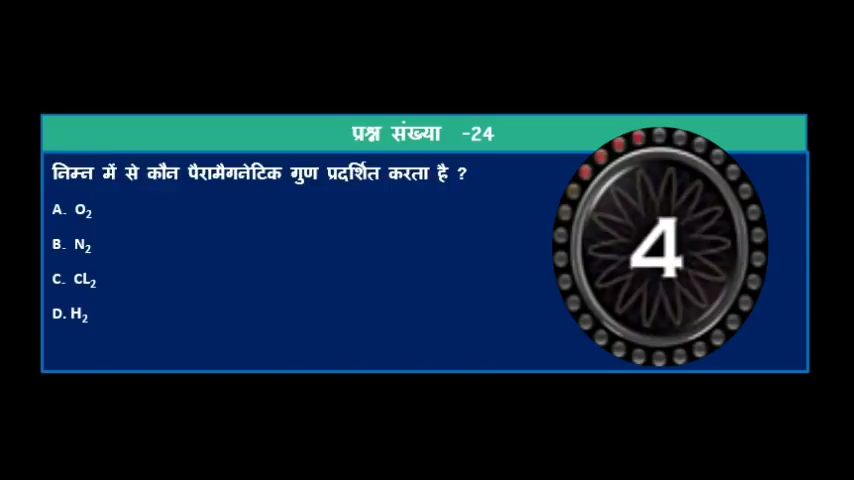 प्रश्न संख्या -24
निम्न में से कौन पैरामैगनेटिक गुण प्रदर्शित करता है ?
A. O₂
B. N₂
C. CL₂
D. H₂
4